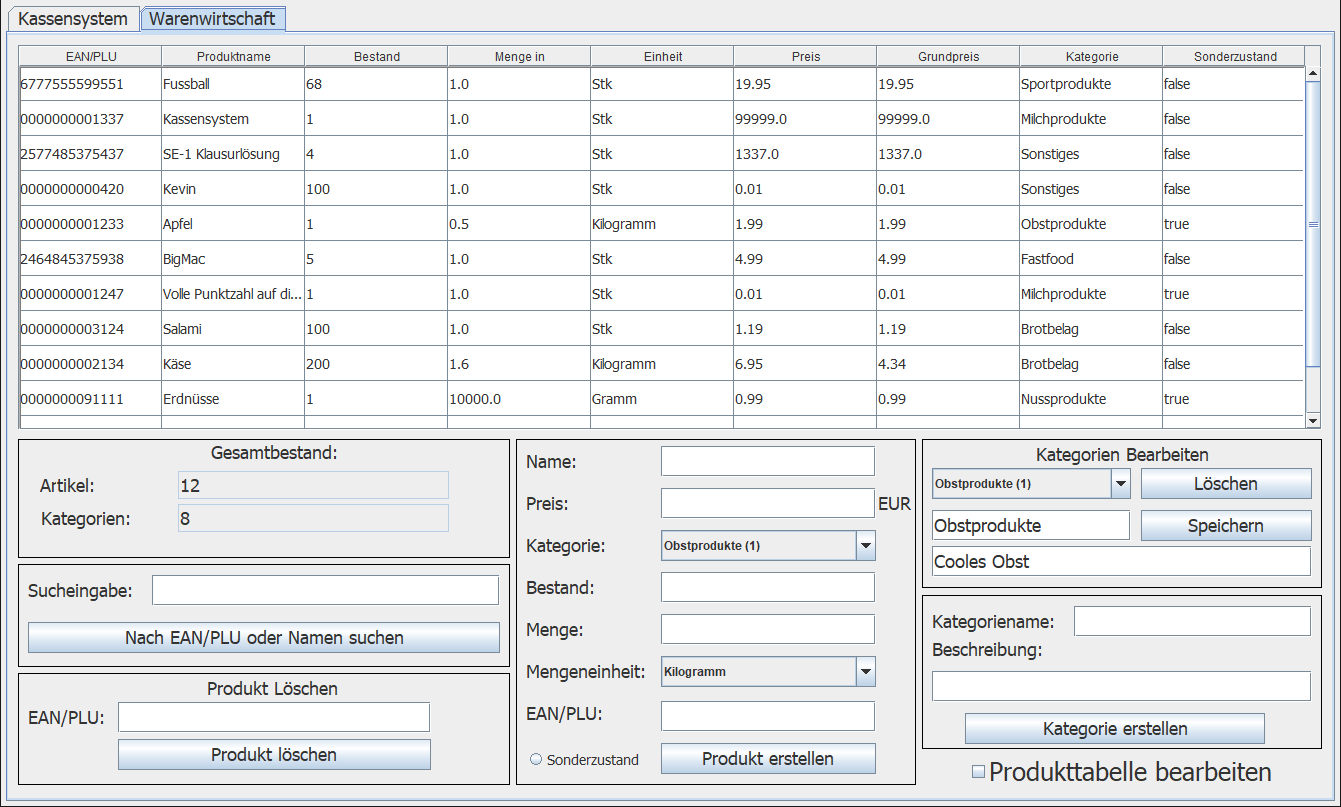 Kassensystem Warenwirtschaft
EAN/PLU Produktname Bestand Menge in Einheit Preis Grundpreis Kategorie Sonderzustand
6777555599551 Fussball 68 1.0 Stk 19.95 19.95 Sportprodukte false
0000000001337 Kassensystem 1 1.0 Stk 99999.0 99999.0 Milchprodukte false
2577485375437 SE-1 Klausurlösung 4 1.0 Stk 1337.0 1337.0 Sonstiges false
0000000000420 Kevin 100 1.0 Stk 0.01 0.01 Sonstiges false
0000000001233 Apfel 1 0.5 Kilogramm 1.99 1.99 Obstprodukte true
2464845375938 BigMac 5 1.0 Stk 4.99 4.99 Fastfood false
0000000001247 Volle Punktzahl auf di... 1 1.0 Stk 0.01 0.01 Milchprodukte true
0000000003124 Salami 100 1.0 Stk 1.19 1.19 Brotbelag false
0000000002134 Käse 200 1.6 Kilogramm 6.95 4.34 Brotbelag false
0000000091111 Erdnüsse 1 10000.0 Gramm 0.99 0.99 Nussprodukte true
Gesamtbestand:
Artikel: 12
Kategorien: 8
Sucheingabe:
Nach EAN/PLU oder Namen suchen
Produkt Löschen
EAN/PLU:
Produkt löschen
Name:
Preis: EUR
Kategorie: Obstprodukte (1)
Bestand:
Menge:
Mengeneinheit: Kilogramm
EAN/PLU:
Sonderzustand Produkt erstellen
Kategorien Bearbeiten
Obstprodukte (1) Löschen
Obstprodukte Speichern
Cooles Obst
Kategoriename:
Beschreibung:
Kategorie erstellen
Produkttabelle bearbeiten